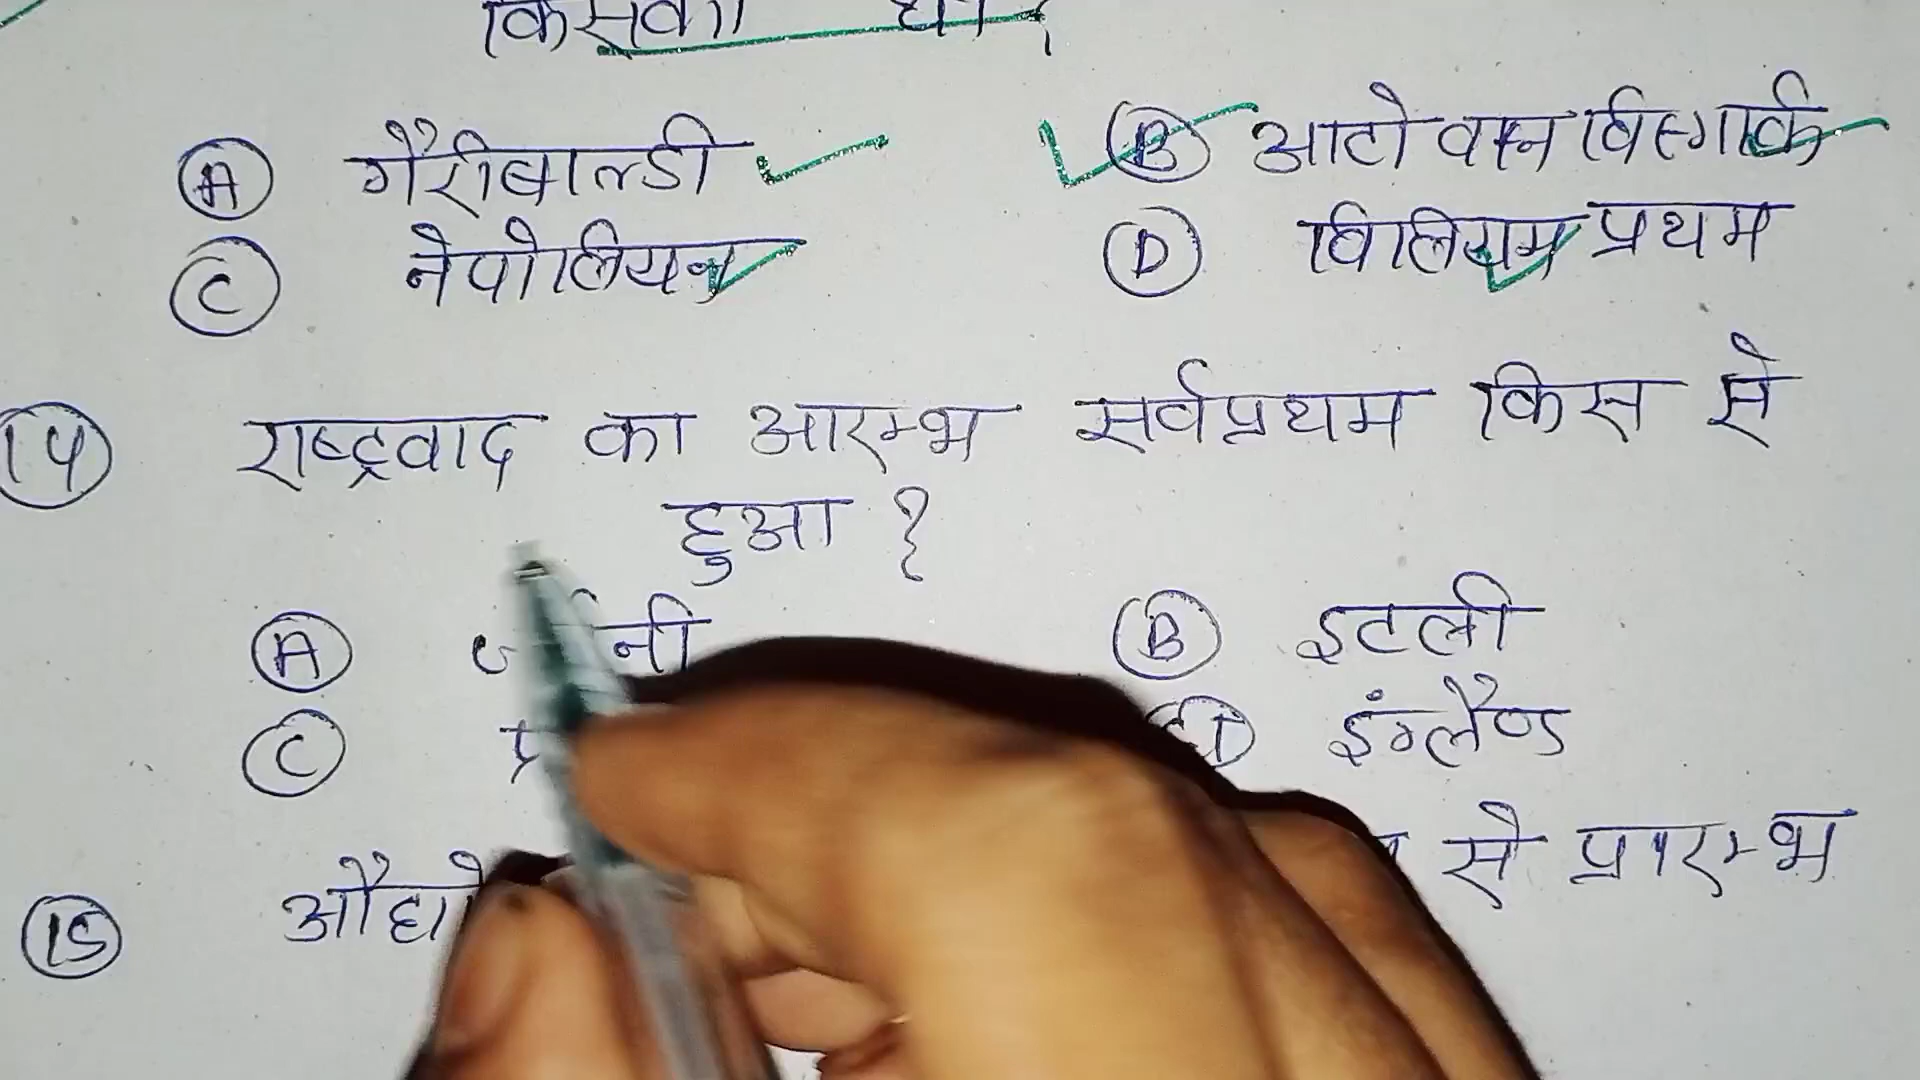 किसका था?
(A) गैरीबाल्डी (B) आटो वान विस्मार्क
(C) नेपोलियन (D) विलियम प्रथम
(14) राष्ट्रवाद का आरम्भ सर्वप्रथम किस से
हुआ ?
(A) (B) इटली
(C) (D) इंग्लैण्ड
(15) से प्रारम्भ